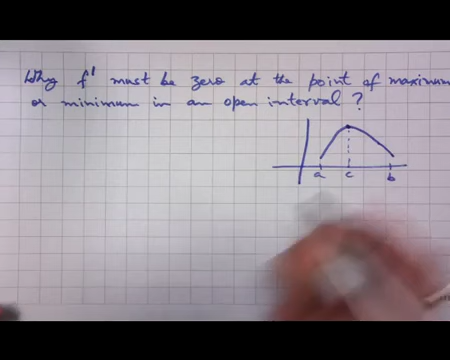 Why f' must be zero at the point of maximum
or minimum in an open interval ?
a c b